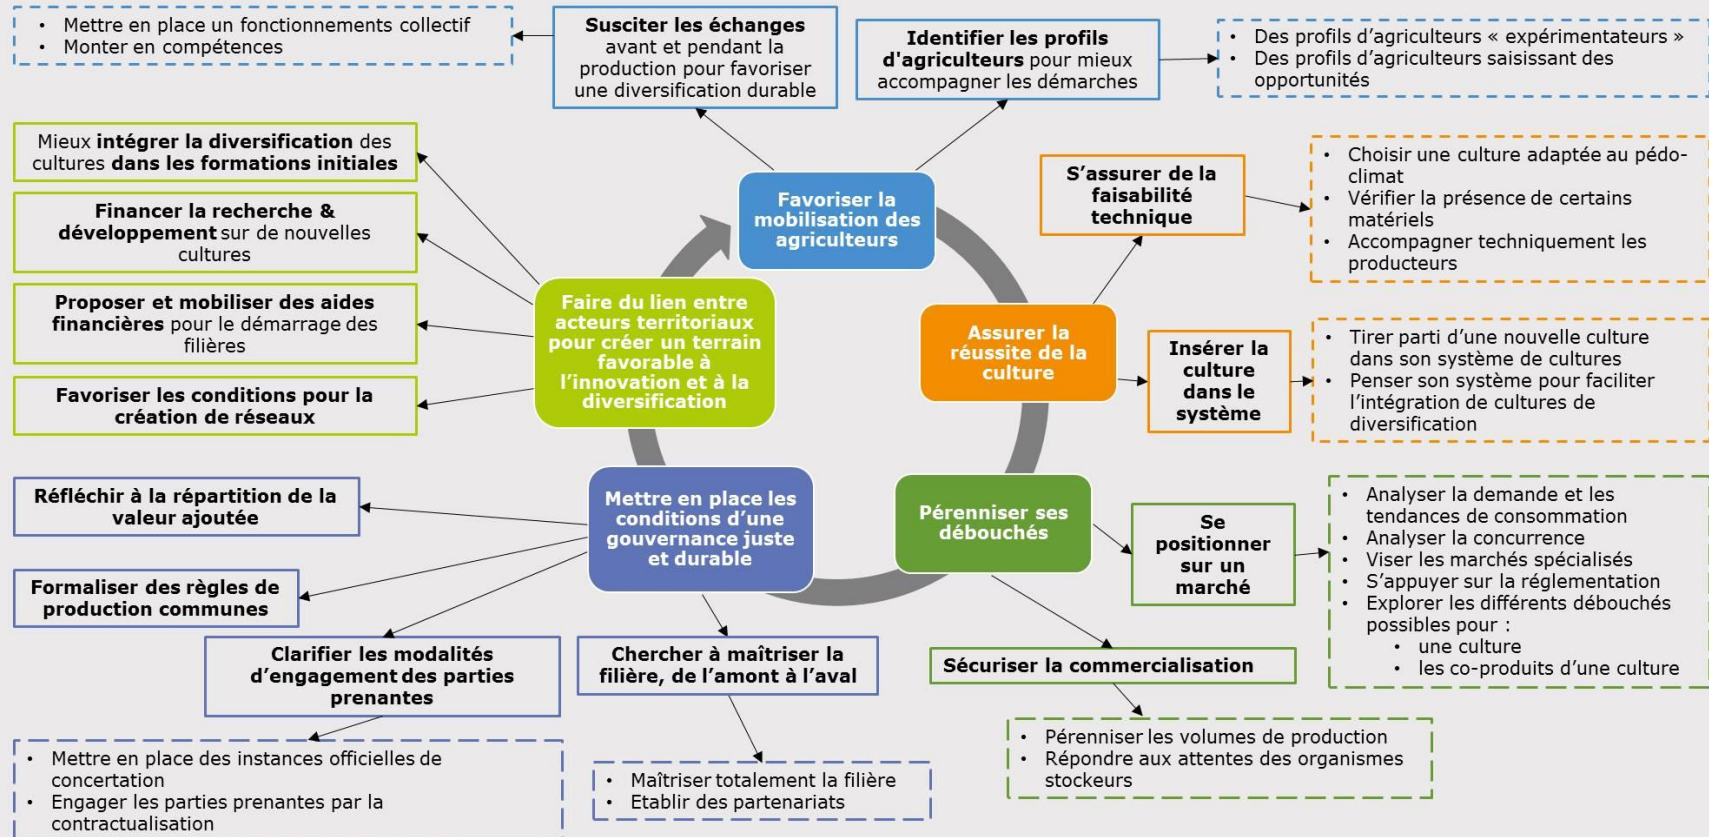 • Mettre en place un fonctionnements collectif
• Monter en compétences
Susciter les échanges
avant et pendant la
production pour favoriser
une diversification durable
Identifier les profils
d'agriculteurs pour mieux
accompagner les démarches
• Des profils d’agriculteurs « expérimentateurs »
• Des profils d’agriculteurs saisissant des
opportunités
Mieux intégrer la diversification des
cultures dans les formations initiales
Financer la recherche &
développement sur de nouvelles
cultures
Proposer et mobiliser des aides
financières pour le démarrage des
filières
Favoriser les conditions pour la
création de réseaux
Favoriser la
mobilisation des
agriculteurs
S’assurer de la
faisabilité
technique
• Choisir une culture adaptée au pédo-
climat
• Vérifier la présence de certains
matériels
• Accompagner techniquement les
producteurs
Faire du lien entre
acteurs territoriaux
pour créer un terrain
favorable à
l’innovation et à la
diversification
Assurer la
réussite de la
culture
Insérer la
culture
dans le
système
• Tirer parti d’une nouvelle culture
dans son système de cultures
• Penser son système pour faciliter
l’intégration de cultures de
diversification
Réfléchir à la répartition de la
valeur ajoutée
Mettre en place les
conditions d’une
gouvernance juste
et durable
Pérenniser ses
débouchés
Se
positionner
sur un
marché
• Analyser la demande et les
tendances de consommation
• Analyser la concurrence
• Viser les marchés spécialisés
• S’appuyer sur la réglementation
• Explorer les différents débouchés
possibles pour :
• une culture
• les co-produits d’une culture
Formaliser des règles de
production communes
Clarifier les modalités
d’engagement des parties
prenantes
Chercher à maîtriser la
filière, de l’amont à l’aval
Sécuriser la commercialisation
• Mettre en place des instances officielles de
concertation
• Engager les parties prenantes par la
contractualisation
• Maîtriser totalement la filière
• Etablir des partenariats
• Pérenniser les volumes de production
• Répondre aux attentes des organismes
stockeurs